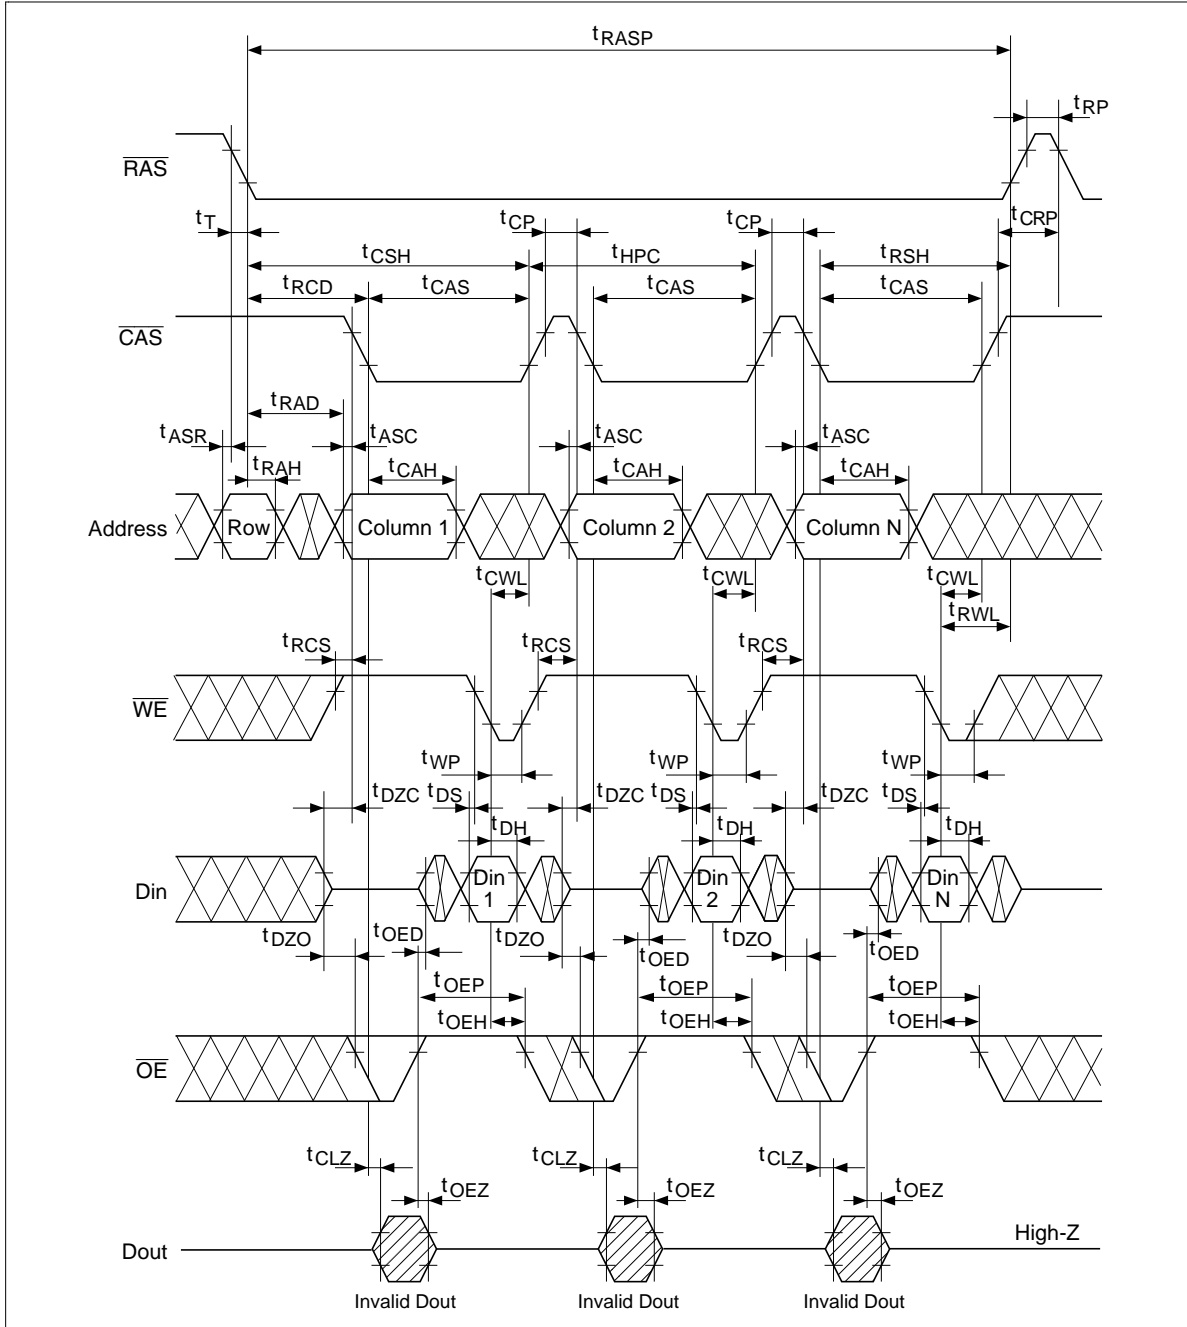 tRASP
tRP
RAS
tT
tCP
tCP
tCRP
tCSH
tHPC
tRSH
tRCD
tCAS
tCAS
tCAS
CAS
tRAD
tASR
tASC
tASC
tASC
tRAH
tCAH
tCAH
tCAH
Address
Row
Column 1
Column 2
Column N
tCWL
tCWL
tCWL
tRWL
tRCS
tRCS
tRCS
WE
tWP
tWP
tWP
tDZC
tDS
tDZC
tDS
tDZC
tDS
tDH
tDH
tDH
Din
Din 1
Din 2
Din N
tDZO
tOED
tDZO
tOED
tDZO
tOED
tOEP
tOEP
tOEP
tOEH
tOEH
tOEH
OE
tCLZ
tCLZ
tCLZ
tOEZ
tOEZ
tOEZ
Dout
High-Z
Invalid Dout
Invalid Dout
Invalid Dout